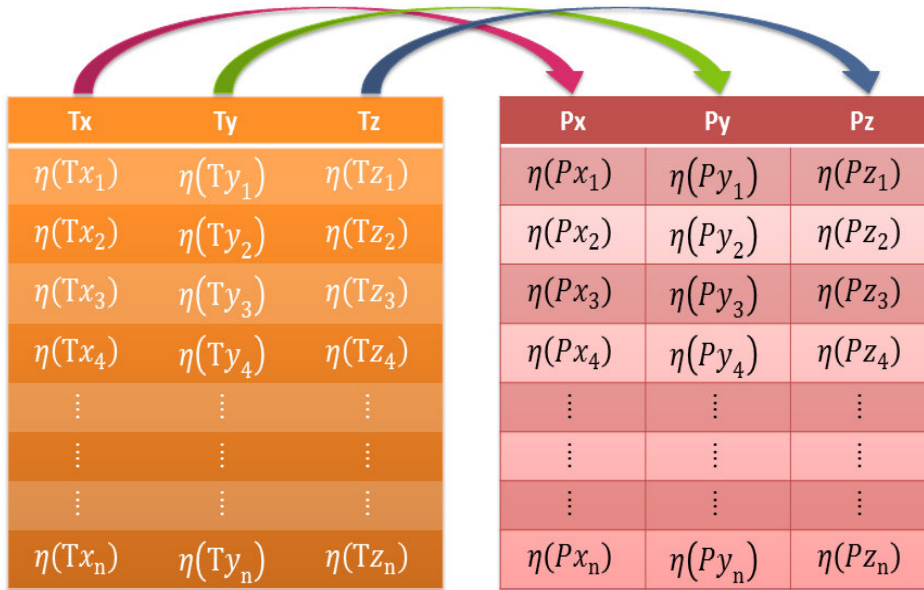 Tx Ty Tz Px Py Pz
η(Tx₁) η(Ty₁) η(Tz₁) η(Px₁) η(Py₁) η(Pz₁)
η(Tx₂) η(Ty₂) η(Tz₂) η(Px₂) η(Py₂) η(Pz₂)
η(Tx₃) η(Ty₃) η(Tz₃) η(Px₃) η(Py₃) η(Pz₃)
η(Tx₄) η(Ty₄) η(Tz₄) η(Px₄) η(Py₄) η(Pz₄)
⋮ ⋮ ⋮ ⋮ ⋮ ⋮
⋮ ⋮ ⋮ ⋮ ⋮ ⋮
⋮ ⋮ ⋮ ⋮ ⋮ ⋮
η(Txₙ) η(Tyₙ) η(Tzₙ) η(Pxₙ) η(Pyₙ) η(Pzₙ)